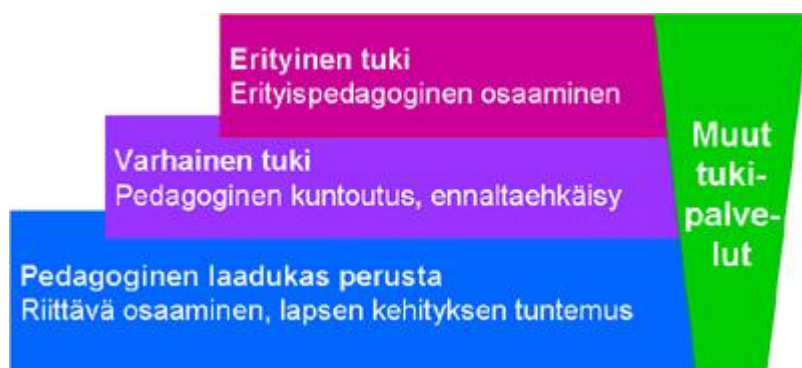 Erityinen tuki
Erityispedagoginen osaaminen
Varhainen tuki
Pedagoginen kuntoutus, ennaltaehkäisy
Pedagoginen laadukas perusta
Riittävä osaaminen, lapsen kehityksen tuntemus
Muut
tuki-
palve-
lut